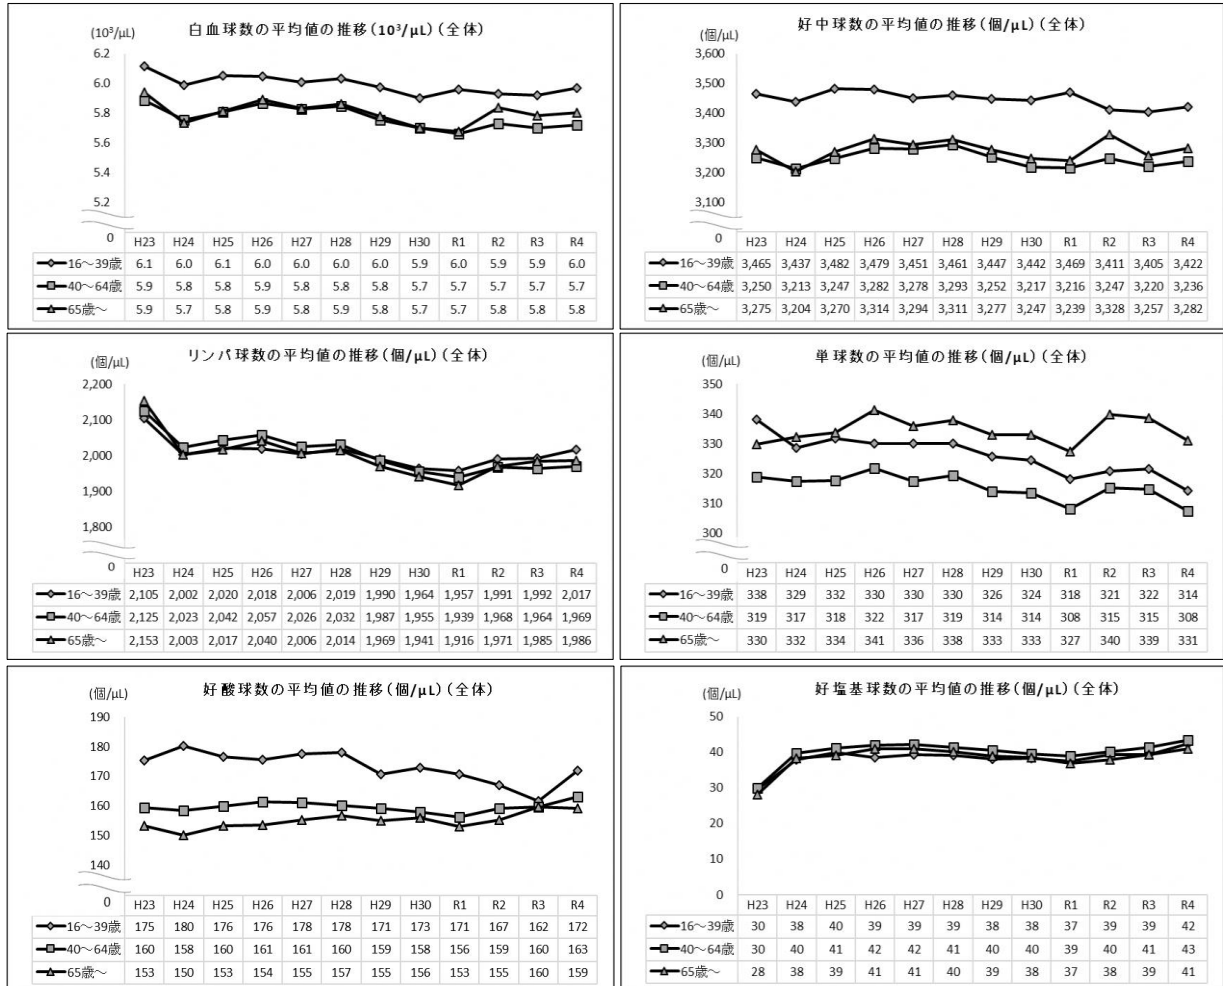 白血球数の平均値の推移(10³/μL)(全体)
(10³/μL)
6.2
6.0
5.8
5.6
5.4
5.2
0
H23 H24 H25 H26 H27 H28 H29 H30 R1 R2 R3 R4
16～39歳 6.1 6.0 6.1 6.0 6.0 6.0 6.0 5.9 6.0 5.9 5.9 6.0
40～64歳 5.9 5.8 5.8 5.9 5.8 5.8 5.8 5.7 5.7 5.7 5.7 5.7
65歳～ 5.9 5.7 5.8 5.9 5.8 5.9 5.8 5.7 5.7 5.8 5.8 5.8
好中球数の平均値の推移(個/μL)(全体)
(個/μL)
3,600
3,500
3,400
3,300
3,200
3,100
0
H23 H24 H25 H26 H27 H28 H29 H30 R1 R2 R3 R4
16～39歳 3,465 3,437 3,482 3,479 3,451 3,461 3,447 3,442 3,469 3,411 3,405 3,422
40～64歳 3,250 3,213 3,247 3,282 3,278 3,293 3,252 3,217 3,216 3,247 3,220 3,236
65歳～ 3,275 3,204 3,270 3,314 3,294 3,311 3,277 3,247 3,239 3,328 3,257 3,282
リンパ球数の平均値の推移(個/μL)(全体)
(個/μL)
2,200
2,100
2,000
1,900
1,800
0
H23 H24 H25 H26 H27 H28 H29 H30 R1 R2 R3 R4
16～39歳 2,105 2,002 2,020 2,018 2,006 2,019 1,990 1,964 1,957 1,991 1,992 2,017
40～64歳 2,125 2,023 2,042 2,057 2,026 2,032 1,987 1,955 1,939 1,968 1,964 1,969
65歳～ 2,153 2,003 2,017 2,040 2,006 2,014 1,969 1,941 1,916 1,971 1,985 1,986
単球数の平均値の推移(個/μL)(全体)
(個/μL)
350
340
330
320
310
300
0
H23 H24 H25 H26 H27 H28 H29 H30 R1 R2 R3 R4
16～39歳 338 329 332 330 330 330 326 324 318 321 322 314
40～64歳 319 317 318 322 317 319 314 314 308 315 315 308
65歳～ 330 332 334 341 336 338 333 333 327 340 339 331
好酸球数の平均値の推移(個/μL)(全体)
(個/μL)
190
180
170
160
150
140
0
H23 H24 H25 H26 H27 H28 H29 H30 R1 R2 R3 R4
16～39歳 175 180 176 176 178 178 171 173 171 167 162 172
40～64歳 160 158 160 161 161 160 159 158 156 159 160 163
65歳～ 153 150 153 154 155 157 155 156 153 155 160 159
好塩基球数の平均値の推移(個/μL)(全体)
(個/μL)
50
40
30
20
10
0
H23 H24 H25 H26 H27 H28 H29 H30 R1 R2 R3 R4
16～39歳 30 38 40 39 39 39 38 38 37 39 39 42
40～64歳 30 40 41 42 42 41 40 40 39 40 41 43
65歳～ 28 38 39 41 41 40 39 38 37 38 39 41